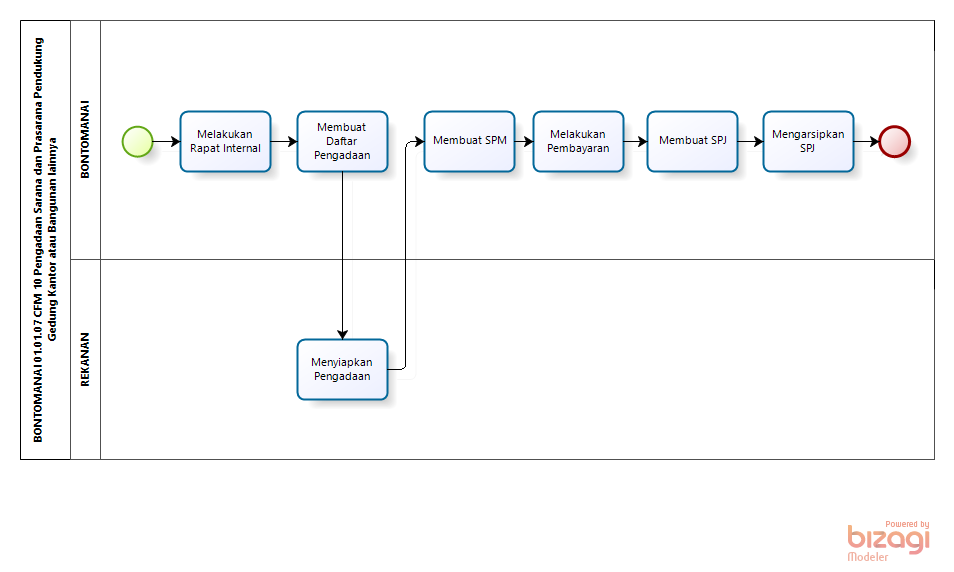 BONTOMANAI 01.01.07 CFM 10 Pengadaan Sarana dan Prasarana Pendukung
Gedung Kantor atau Bangunan lainnya
BONTOMANAI
Melakukan
Rapat Internal
Membuat
Daftar
Pengadaan
Membuat SPM
Melakukan
Pembayaran
Membuat SPJ
Mengarsipkan
SPJ
REKANAN
Menyiapkan
Pengadaan
Powered by
bizagi
Modeler